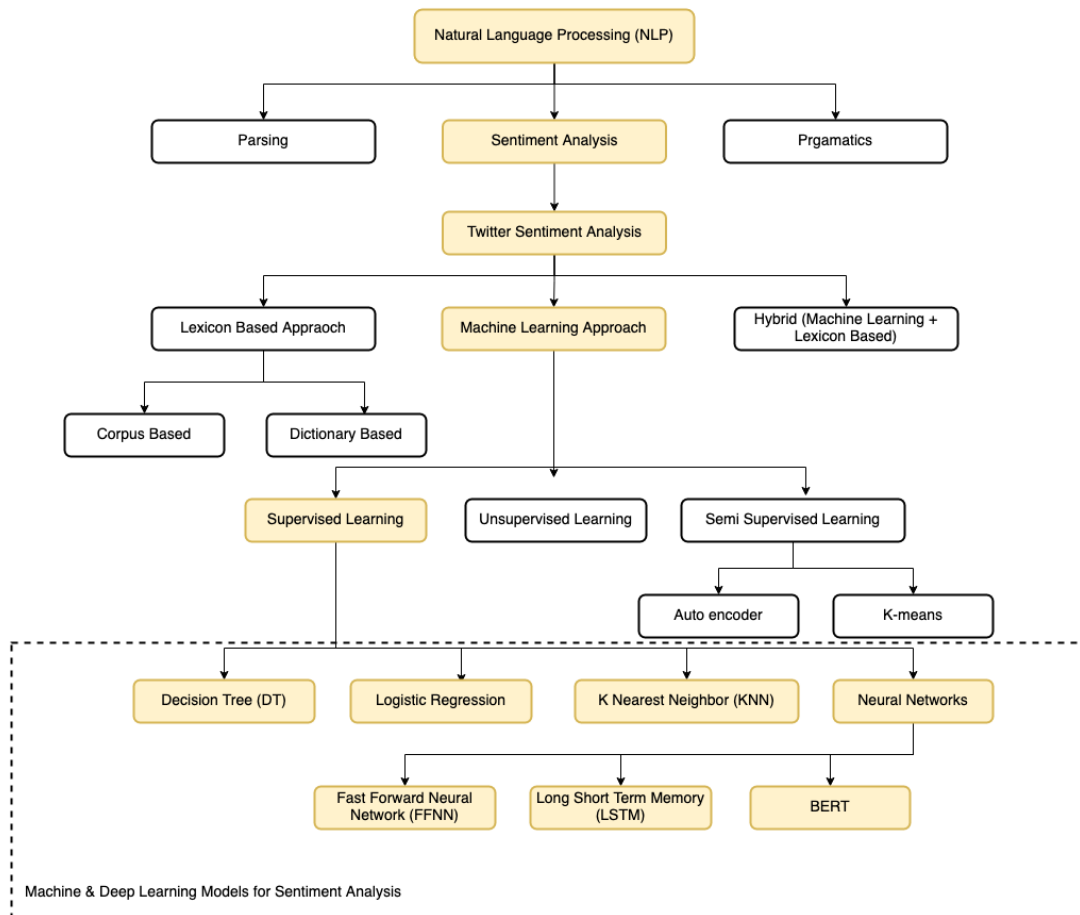 Natural Language Processing (NLP)
Parsing
Sentiment Analysis
Prgamatics
Twitter Sentiment Analysis
Lexicon Based Appraoch
Machine Learning Approach
Hybrid (Machine Learning +
Lexicon Based)
Corpus Based
Dictionary Based
Supervised Learning
Unsupervised Learning
Semi Supervised Learning
Auto encoder
K-means
Decision Tree (DT)
Logistic Regression
K Nearest Neighbor (KNN)
Neural Networks
Fast Forward Neural
Network (FFNN)
Long Short Term Memory
(LSTM)
BERT
Machine & Deep Learning Models for Sentiment Analysis